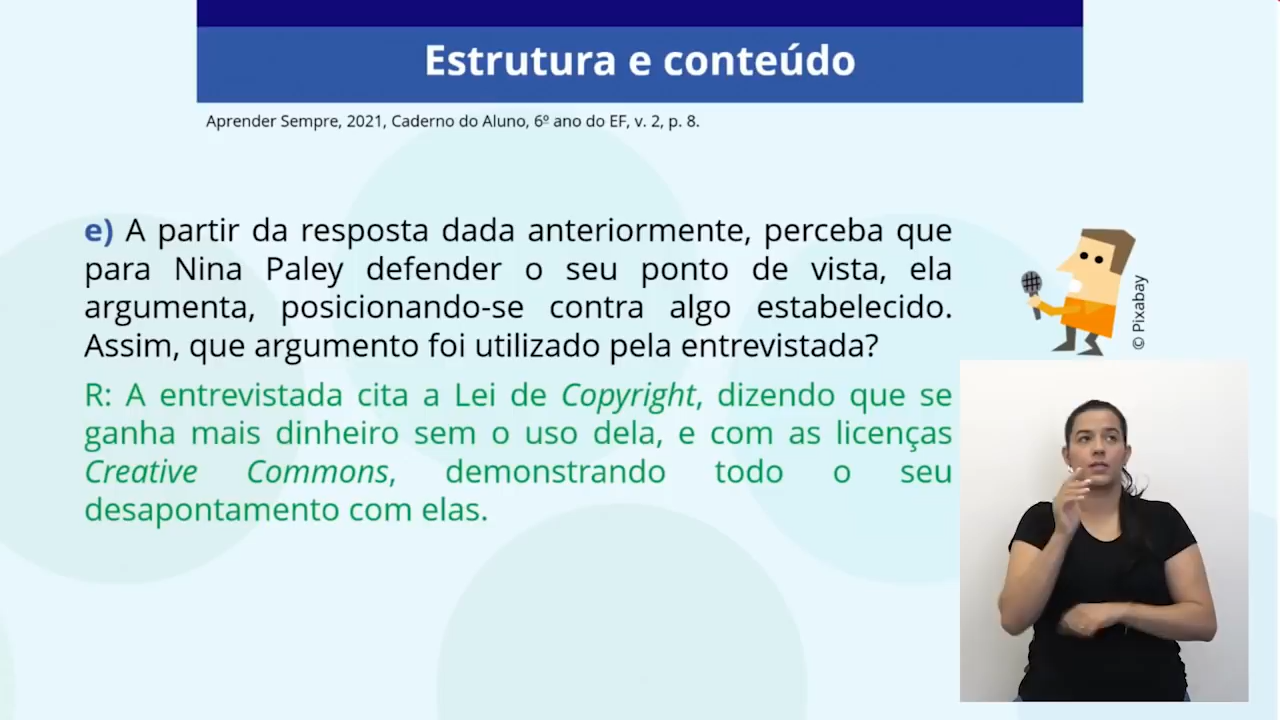 Estrutura e conteúdo
Aprender Sempre, 2021, Caderno do Aluno, 6º ano do EF, v. 2, p. 8.
e) A partir da resposta dada anteriormente, perceba que
para Nina Paley defender o seu ponto de vista, ela
argumenta, posicionando-se contra algo estabelecido.
Assim, que argumento foi utilizado pela entrevistada?
© Pixabay
R: A entrevistada cita a Lei de Copyright, dizendo que se
ganha mais dinheiro sem o uso dela, e com as licenças
Creative Commons, demonstrando todo o seu
desapontamento com elas.